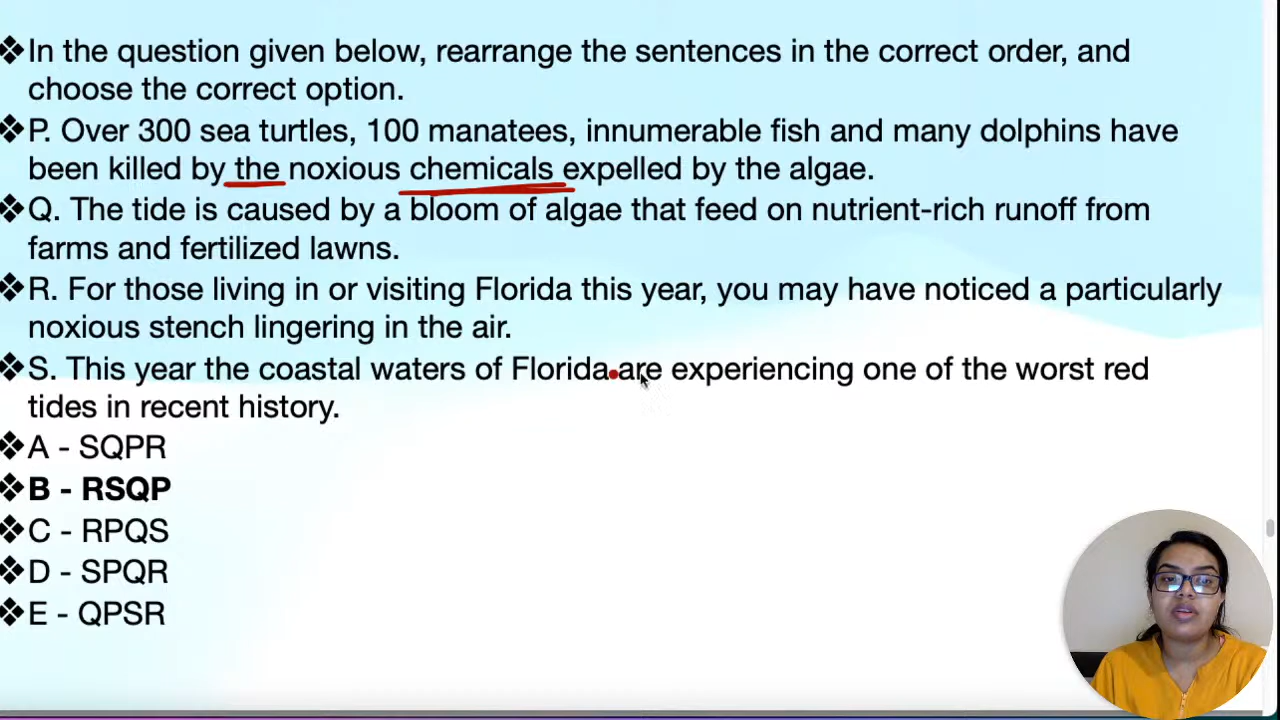 ❖In the question given below, rearrange the sentences in the correct order, and
choose the correct option.
❖P. Over 300 sea turtles, 100 manatees, innumerable fish and many dolphins have
been killed by the noxious chemicals expelled by the algae.
❖Q. The tide is caused by a bloom of algae that feed on nutrient-rich runoff from
farms and fertilized lawns.
❖R. For those living in or visiting Florida this year, you may have noticed a particularly
noxious stench lingering in the air.
❖S. This year the coastal waters of Florida are experiencing one of the worst red
tides in recent history.
❖A - SQPR
❖B - RSQP
❖C - RPQS
❖D - SPQR
❖E - QPSR